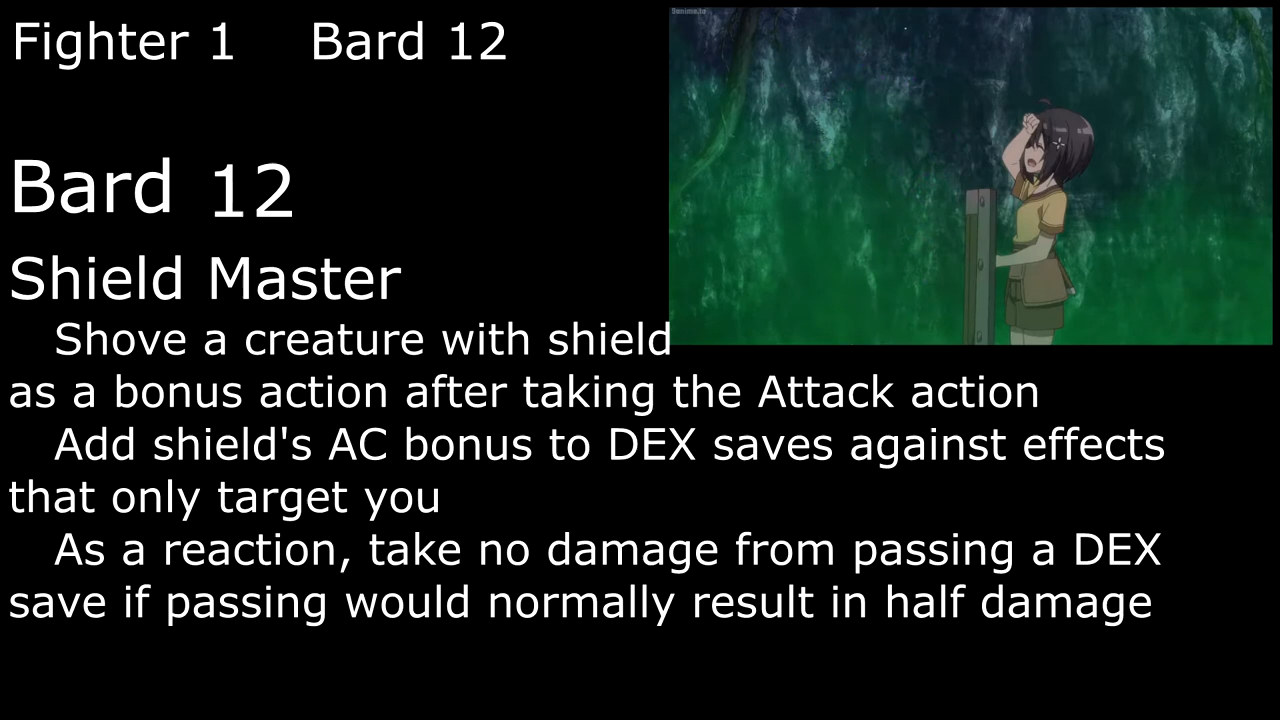 Fighter 1 Bard 12
Bard 12
Shield Master
Shove a creature with shield
as a bonus action after taking the Attack action
Add shield's AC bonus to DEX saves against effects
that only target you
As a reaction, take no damage from passing a DEX
save if passing would normally result in half damage